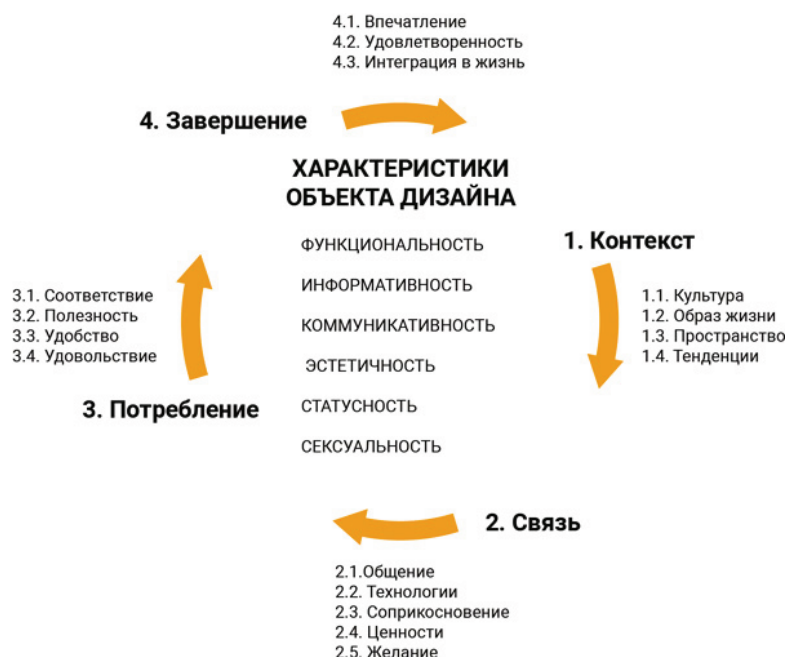 4.1. Впечатление
4.2. Удовлетворенность
4.3. Интеграция в жизнь
4. Завершение
ХАРАКТЕРИСТИКИ
ОБЪЕКТА ДИЗАЙНА
ФУНКЦИОНАЛЬНОСТЬ
ИНФОРМАТИВНОСТЬ
КОММУНИКАТИВНОСТЬ
ЭСТЕТИЧНОСТЬ
СТАТУСНОСТЬ
СЕКСУАЛЬНОСТЬ
1. Контекст
1.1. Культура
1.2. Образ жизни
1.3. Пространство
1.4. Тенденции
2. Связь
2.1.Общение
2.2. Технологии
2.3. Соприкосновение
2.4. Ценности
2.5. Желание
3.1. Соответствие
3.2. Полезность
3.3. Удобство
3.4. Удовольствие
3. Потребление